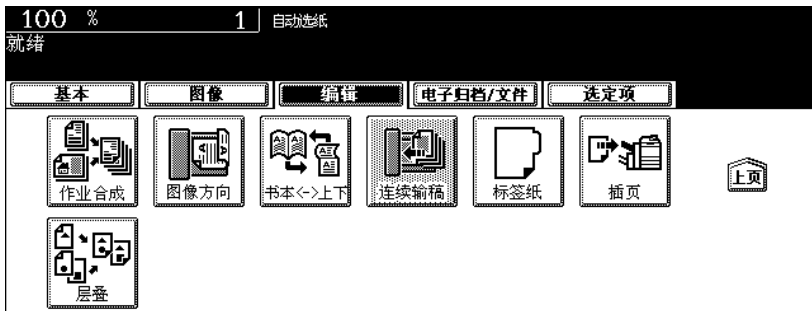 100 % 1 自动选纸
就绪
基本 图像 编辑 电子归档/文件 选定项
作业合成 图像方向 书本<->上下 连续输稿 标签纸 插页 上页
层叠